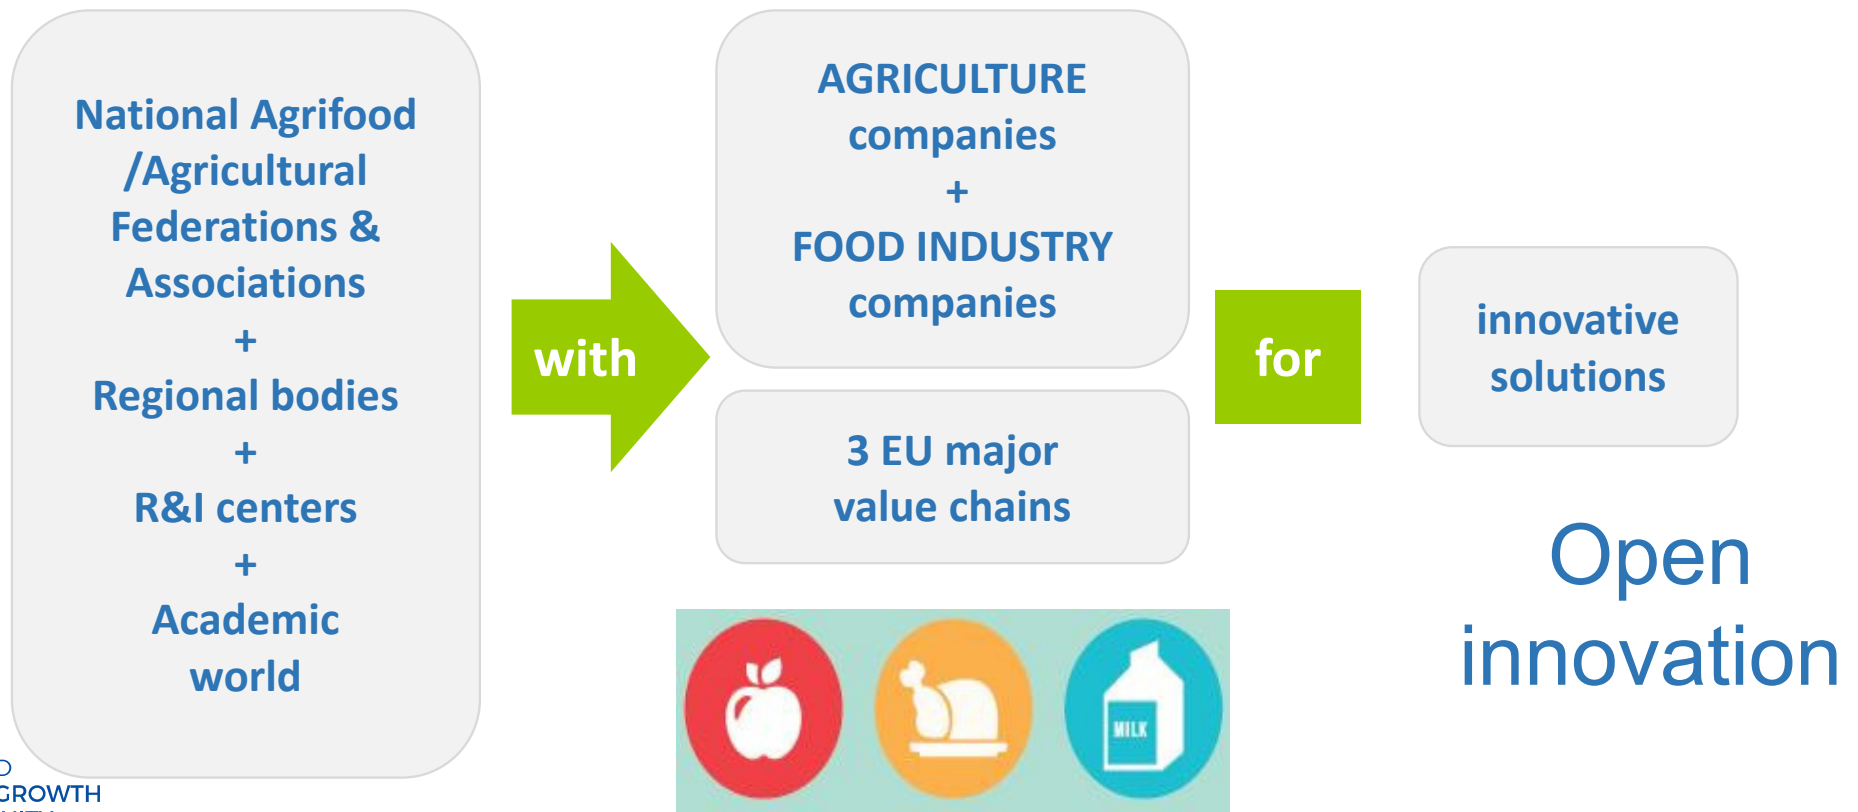 National Agrifood
/Agricultural
Federations &
Associations
+
Regional bodies
+
R&I centers
+
Academic
world
with
AGRICULTURE
companies
+
FOOD INDUSTRY
companies
3 EU major
value chains
MILK
for
innovative
solutions
Open
innovation
GROWTH